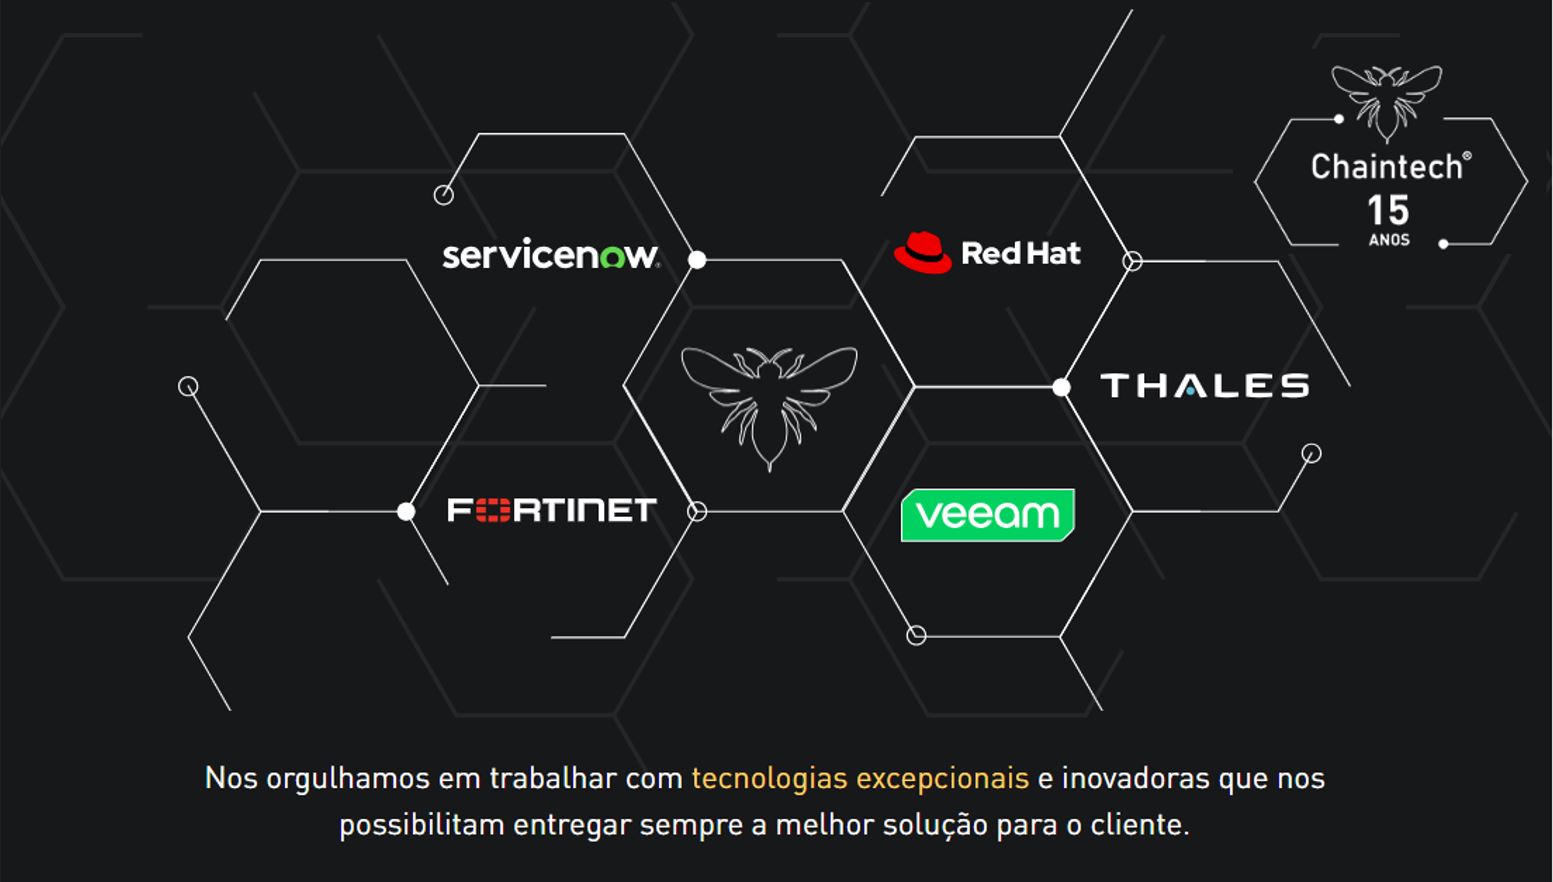 Chaintech®
15
ANOS
servicenow
Red Hat
THALES
FORTINET
veeam
Nos orgulhamos em trabalhar com tecnologias excepcionais e inovadoras que nos
possibilitam entregar sempre a melhor solução para o cliente.